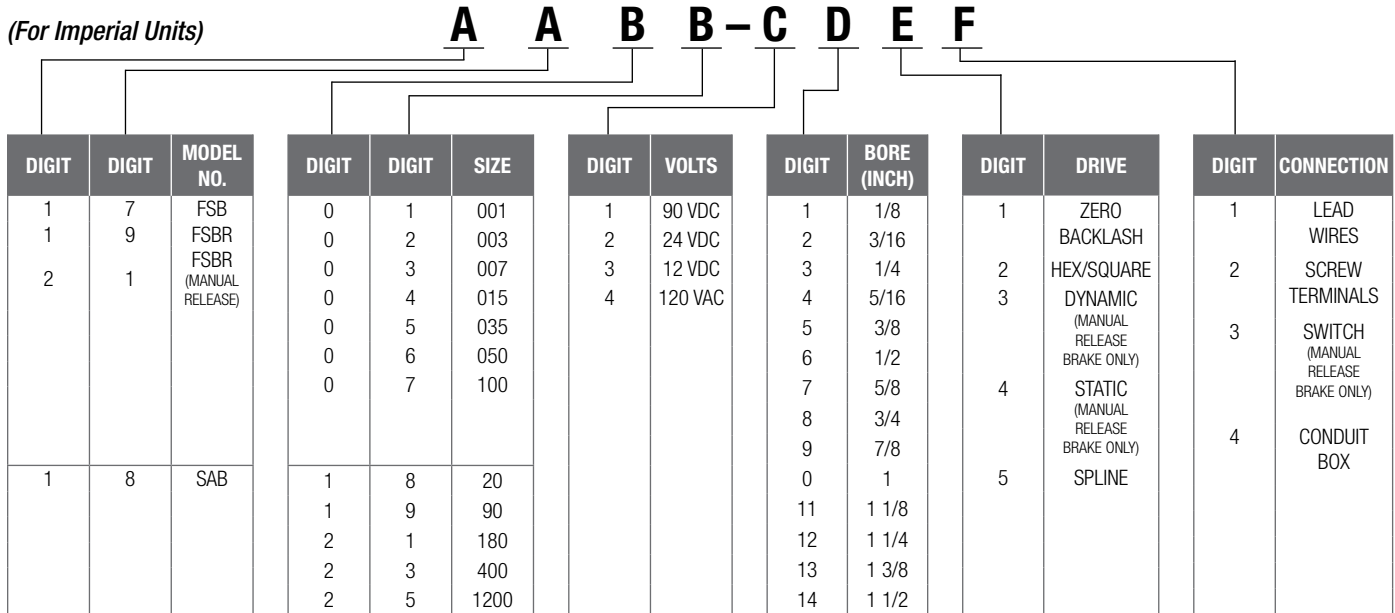 (For Imperial Units) A A B B – C D E F
DIGIT DIGIT MODEL NO.
1 7 FSB
1 9 FSBR
2 1 FSBR (MANUAL RELEASE)
1 8 SAB
DIGIT DIGIT SIZE
0 1 001
0 2 003
0 3 007
0 4 015
0 5 035
0 6 050
0 7 100
1 8 20
1 9 90
2 1 180
2 3 400
2 5 1200
DIGIT VOLTS
1 90 VDC
2 24 VDC
3 12 VDC
4 120 VAC
DIGIT BORE (INCH)
1 1/8
2 3/16
3 1/4
4 5/16
5 3/8
6 1/2
7 5/8
8 3/4
9 7/8
0 1
11 1 1/8
12 1 1/4
13 1 3/8
14 1 1/2
DIGIT DRIVE
1 ZERO
BACKLASH
2 HEX/SQUARE
3 DYNAMIC
(MANUAL
RELEASE
BRAKE ONLY)
4 STATIC
(MANUAL
RELEASE
BRAKE ONLY)
5 SPLINE
DIGIT CONNECTION
1 LEAD
WIRES
2 SCREW
TERMINALS
3 SWITCH
(MANUAL
RELEASE
BRAKE ONLY)
4 CONDUIT
BOX